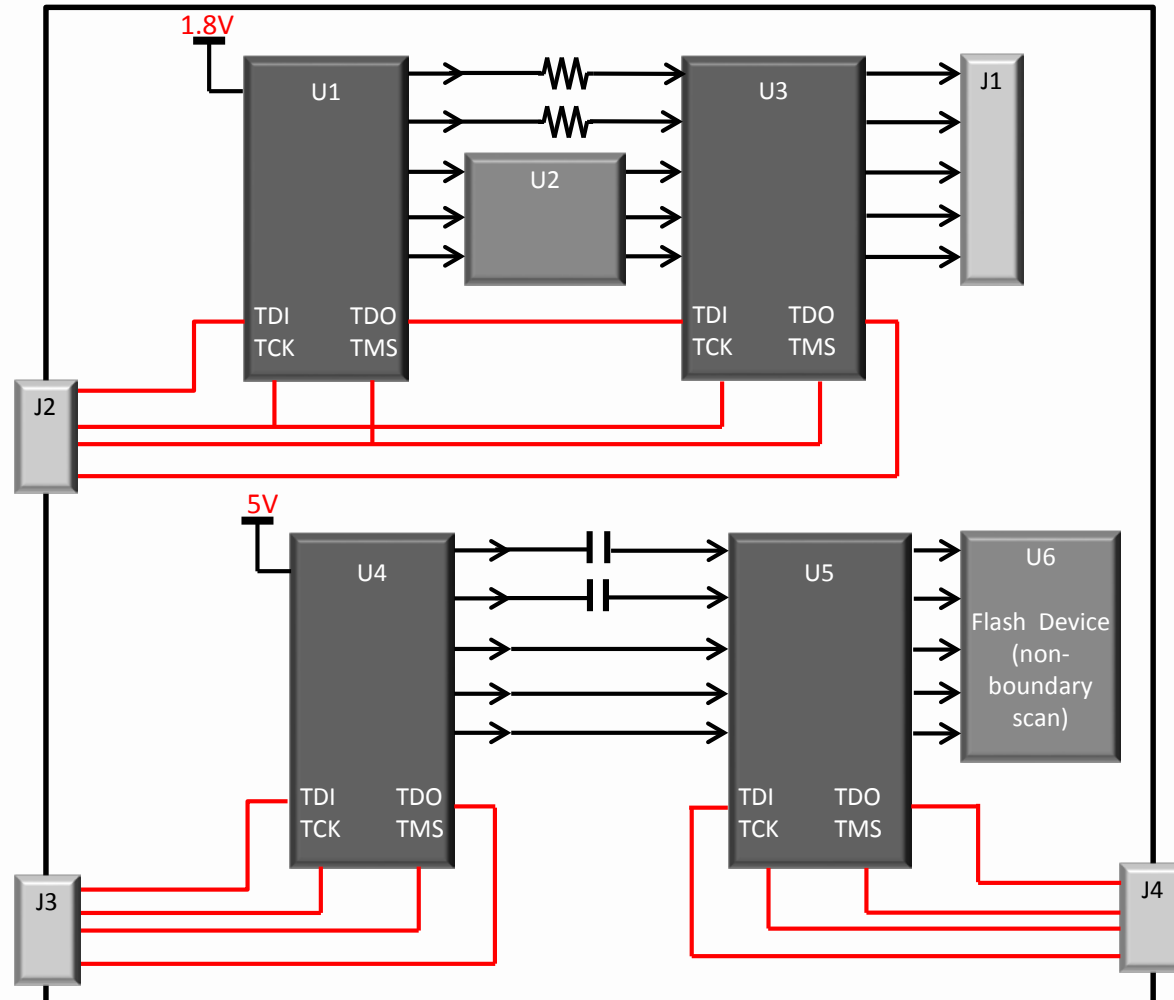 1.8V
U1
U3
J1
U2
TDI TDO
TCK TMS
TDI TDO
TCK TMS
J2
5V
U4
U5
U6
Flash Device
(non-
boundary
scan)
TDI TDO
TCK TMS
TDI TDO
TCK TMS
J3
J4